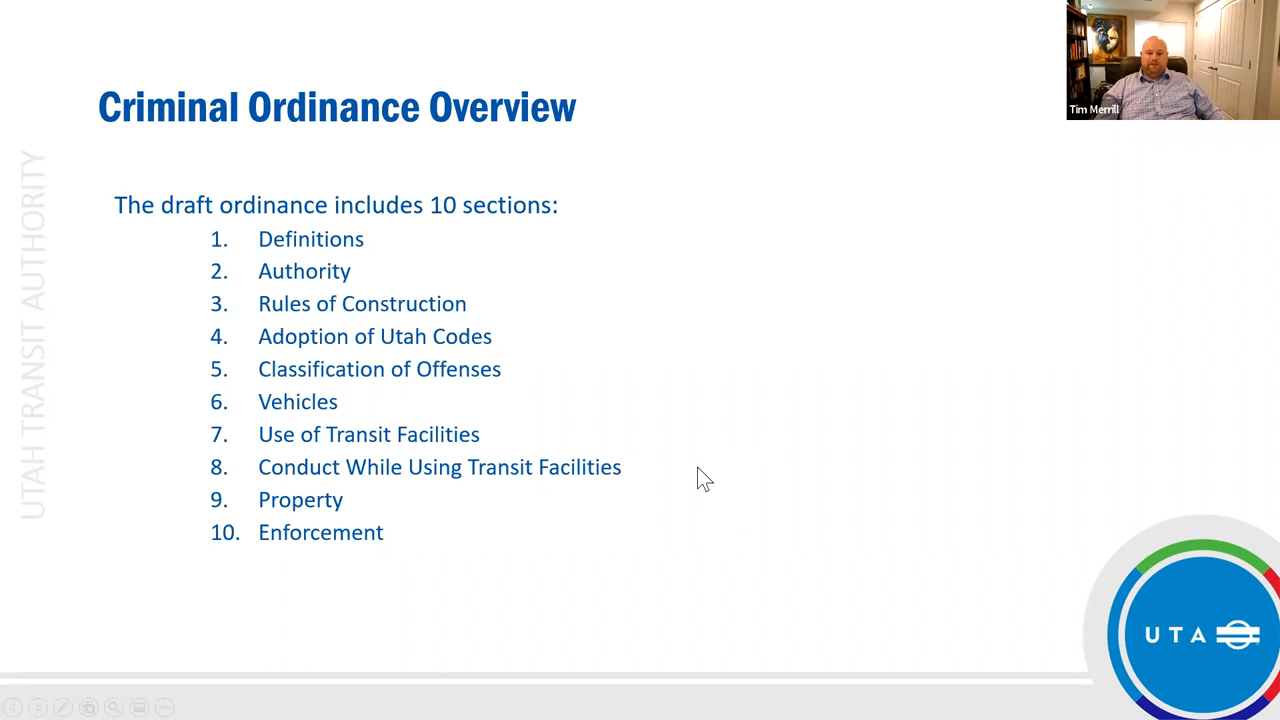 Criminal Ordinance Overview
Tim Merrill
UTAH TRANSIT AUTHORITY
The draft ordinance includes 10 sections:
1. Definitions
2. Authority
3. Rules of Construction
4. Adoption of Utah Codes
5. Classification of Offenses
6. Vehicles
7. Use of Transit Facilities
8. Conduct While Using Transit Facilities
9. Property
10. Enforcement
UTA